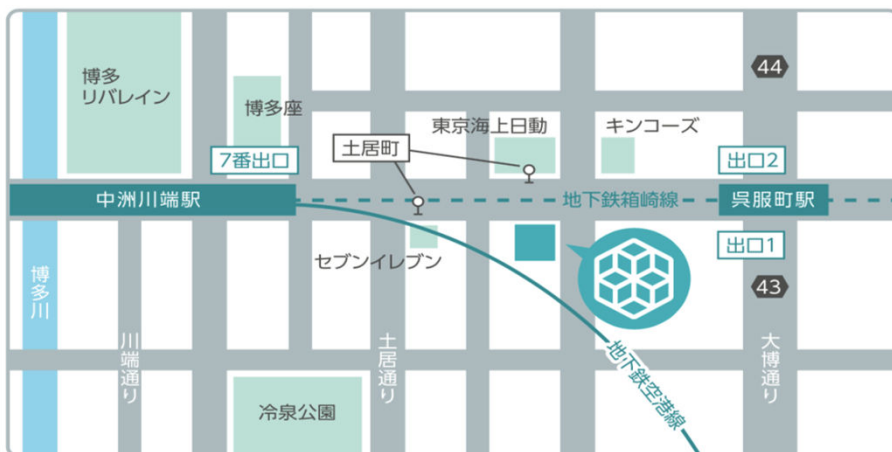 44
博多
リバレイン
博多座
東京海上日動
キンコーズ
土居町
7番出口
出口2
中洲川端駅
地下鉄箱崎線
呉服町駅
出口1
セブンイレブン
博多川
43
川端通り
土居通り
大博通り
地下鉄空港線
冷泉公園